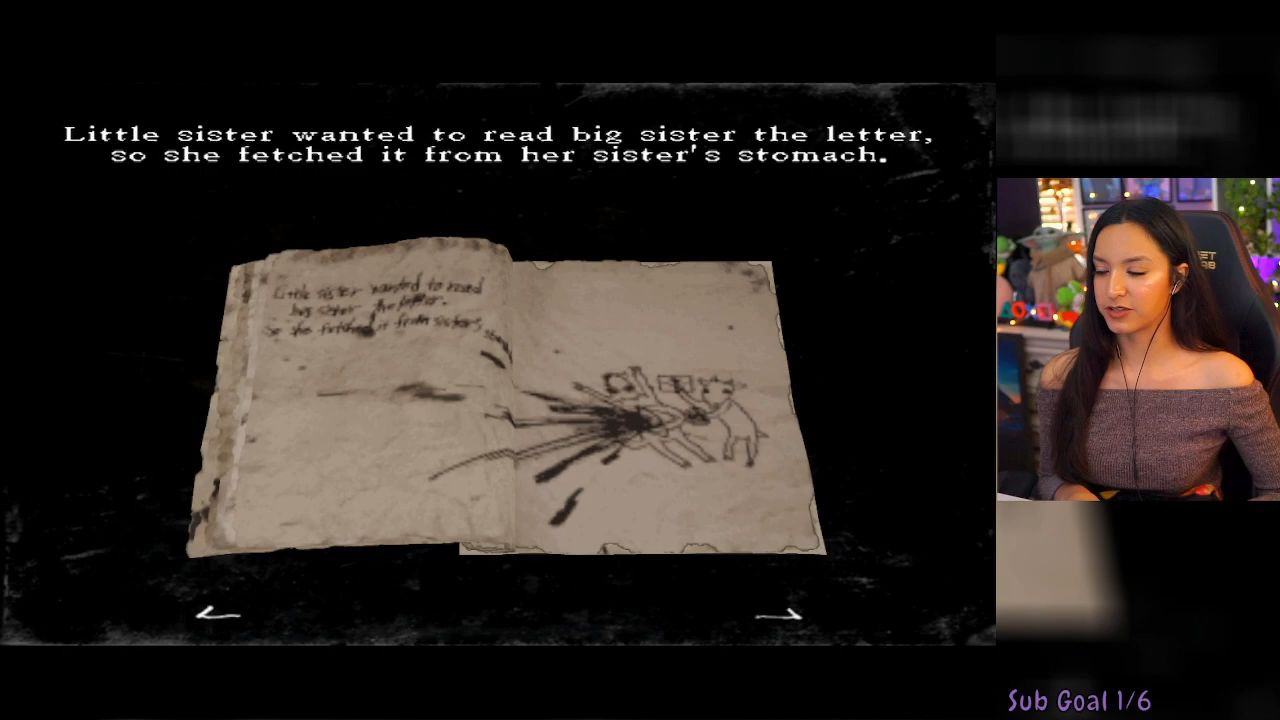 Little sister wanted to read big sister the letter,
so she fetched it from her sister's stomach.
Little sister wanted to read
big sister the letter.
So she fetched it from sister's
Sub Goal 1/6